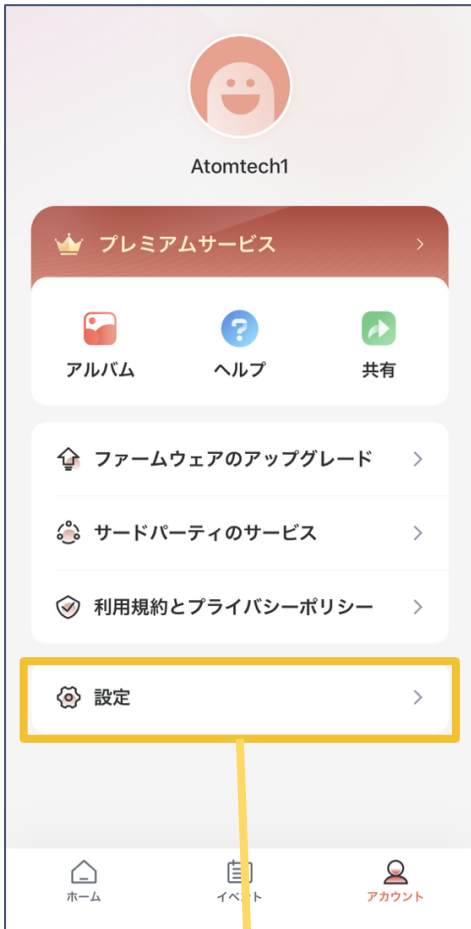 Atomtech1
プレミアムサービス
アルバム ヘルプ 共有
ファームウェアのアップグレード
サードパーティのサービス
利用規約とプライバシーポリシー
設定
ホーム イベント アカウント